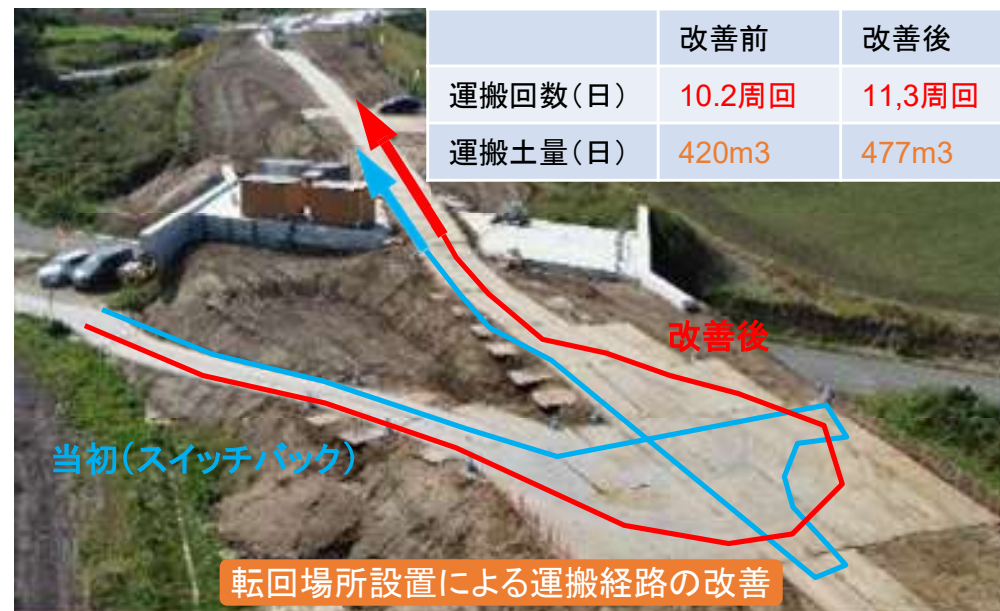 改善前 改善後
運搬回数(日) 10.2周回 11,3周回
運搬土量(日) 420m3 477m3
改善後
当初(スイッチバック)
転回場所設置による運搬経路の改善